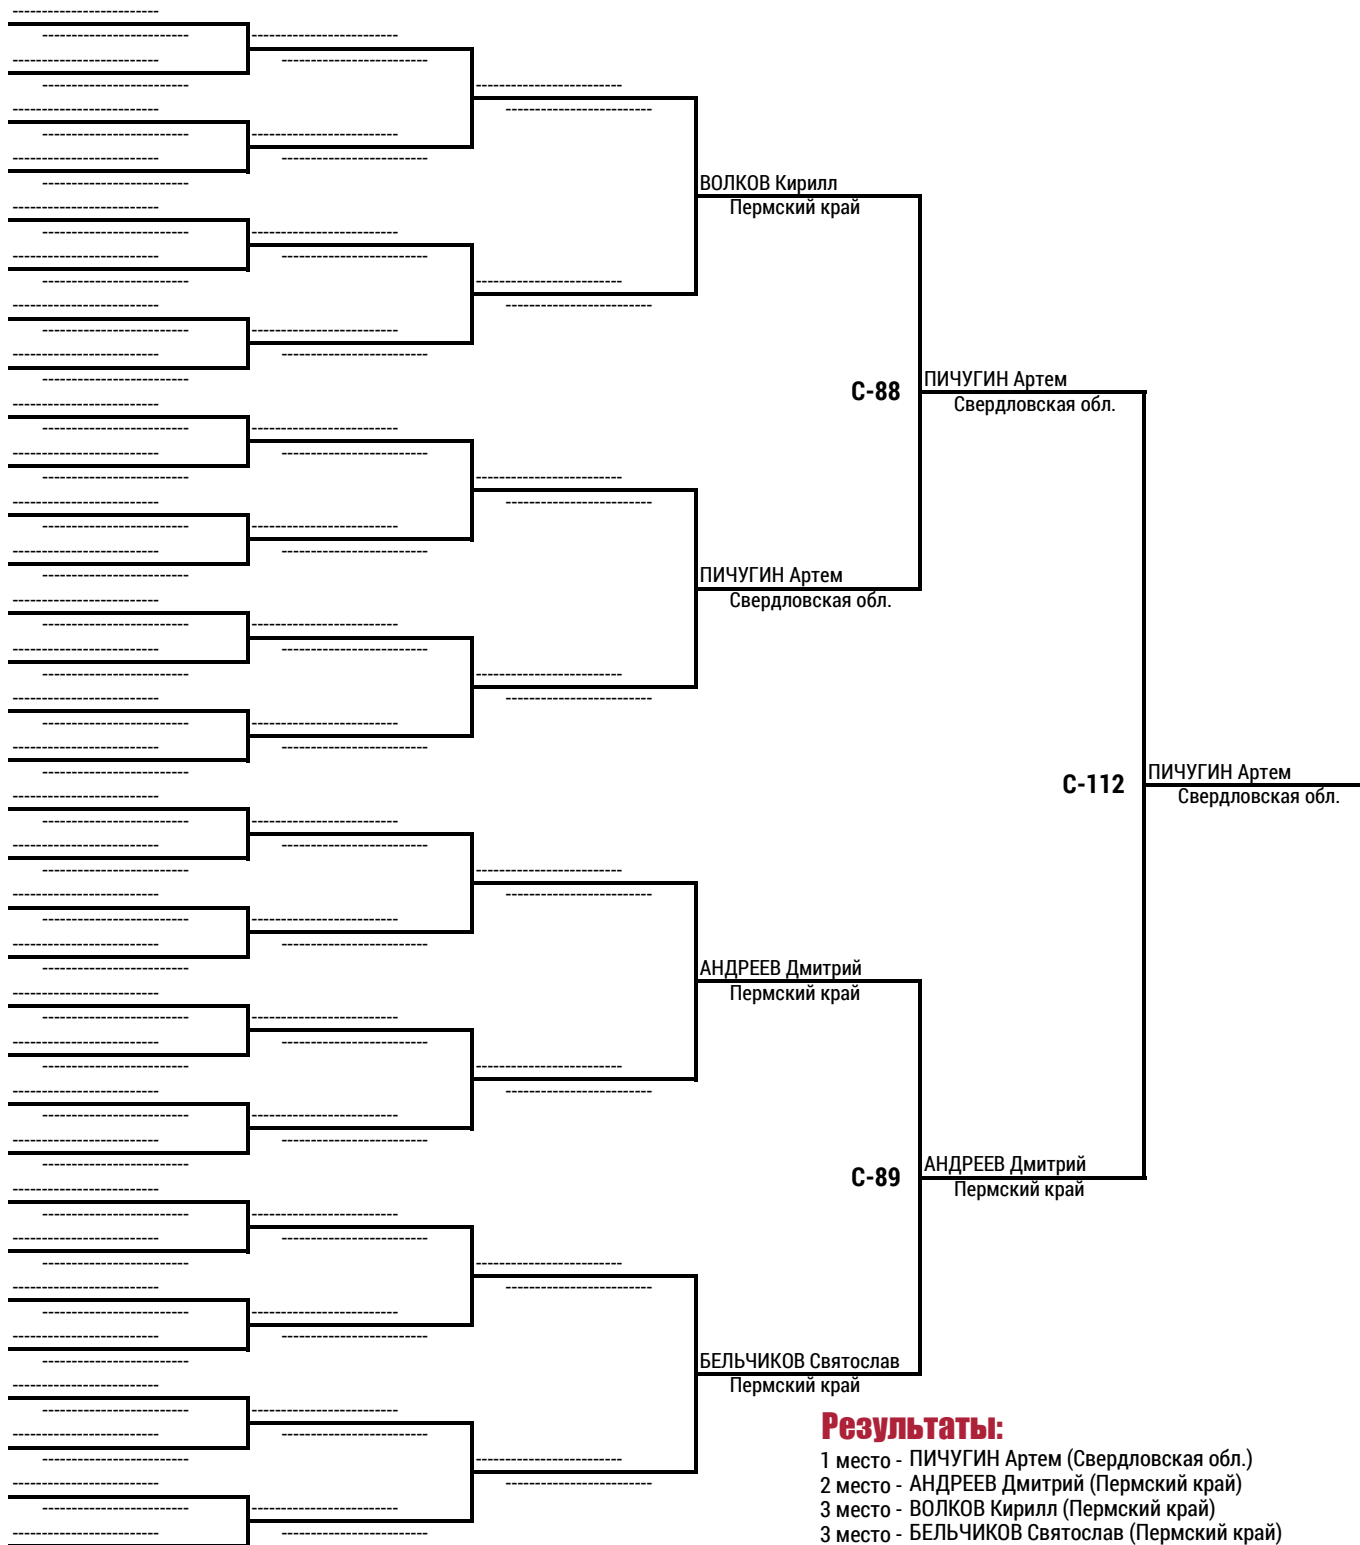 ВОЛКОВ Кирилл
Пермский край
С-88
ПИЧУГИН Артем
Свердловская обл.
ПИЧУГИН Артем
Свердловская обл.
С-112
ПИЧУГИН Артем
Свердловская обл.
АНДРЕЕВ Дмитрий
Пермский край
С-89
АНДРЕЕВ Дмитрий
Пермский край
БЕЛЬЧИКОВ Святослав
Пермский край
Результаты:
1 место - ПИЧУГИН Артем (Свердловская обл.)
2 место - АНДРЕЕВ Дмитрий (Пермский край)
3 место - ВОЛКОВ Кирилл (Пермский край)
3 место - БЕЛЬЧИКОВ Святослав (Пермский край)